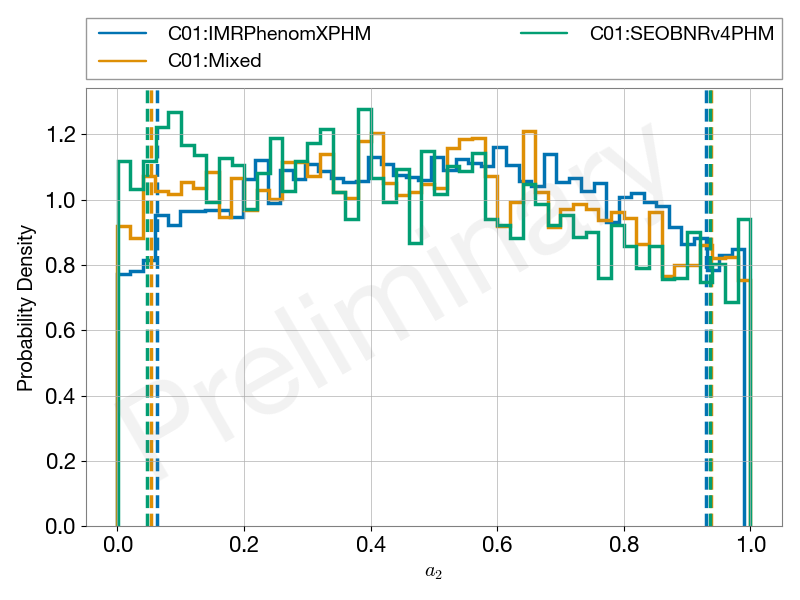 C01:IMRPhenomXPHM
C01:Mixed
C01:SEOBNRv4PHM
Probability Density
1.2
1.0
0.8
0.6
0.4
0.2
0.0
Preliminary
0.0 0.2 0.4 0.6 0.8 1.0
a₂